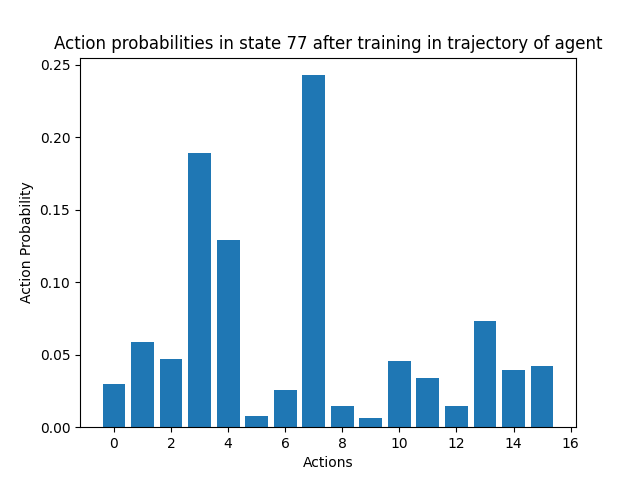 Action probabilities in state 77 after training in trajectory of agent
0.25
0.20
0.15
0.10
0.05
0.00
Action Probability
0 2 4 6 8 10 12 14 16
Actions